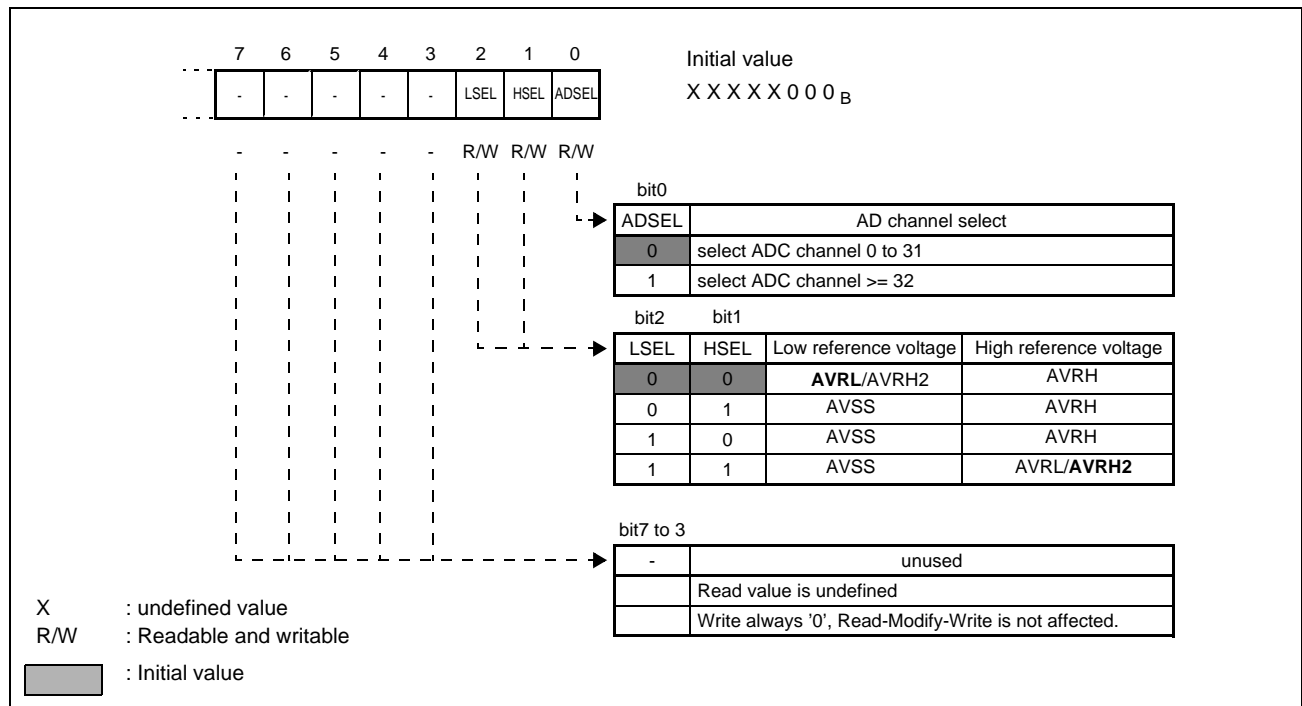 7 6 5 4 3 2 1 0
Initial value
- - - - - LSEL HSEL ADSEL
X X X X X 0 0 0 B
- - - - - R/W R/W R/W
bit0
ADSEL AD channel select
0 select ADC channel 0 to 31
1 select ADC channel >= 32
bit2 bit1
LSEL HSEL Low reference voltage High reference voltage
0 0 AVRL/AVRH2 AVRH
0 1 AVSS AVRH
1 0 AVSS AVRH
1 1 AVSS AVRL/AVRH2
bit7 to 3
- unused
Read value is undefined
Write always '0', Read-Modify-Write is not affected.
X : undefined value
R/W : Readable and writable
: Initial value